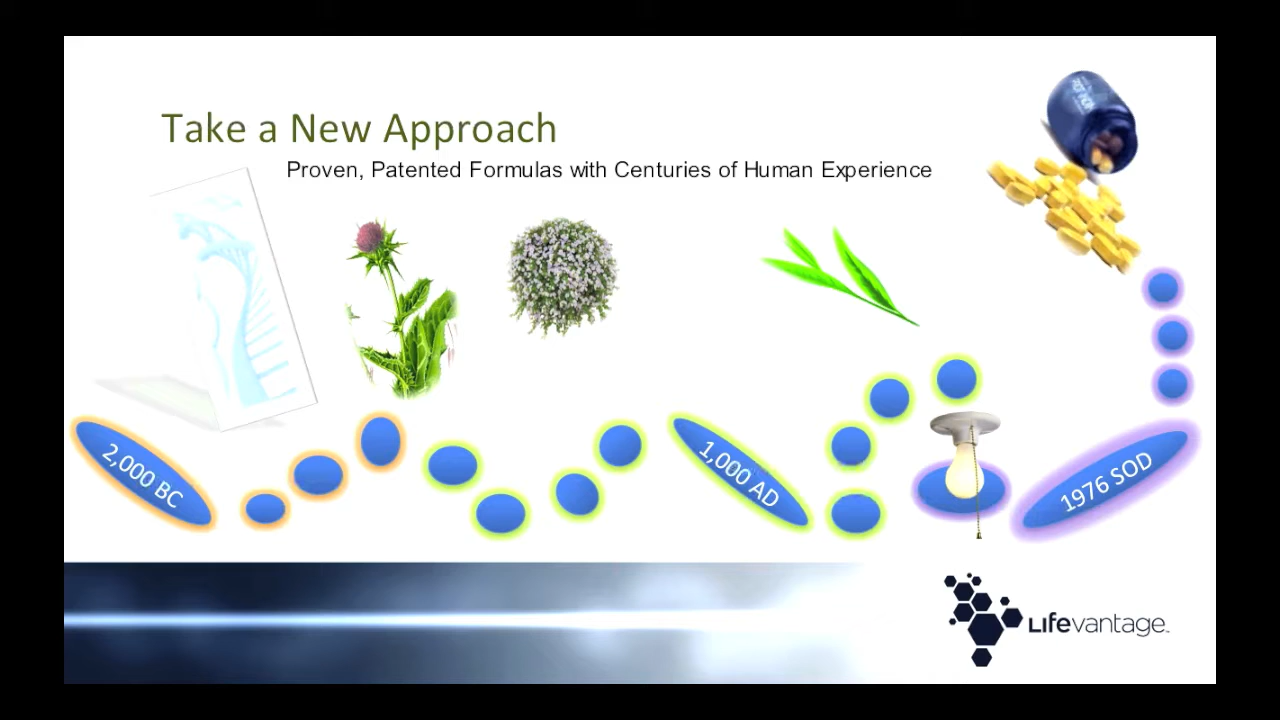 Take a New Approach
Proven, Patented Formulas with Centuries of Human Experience
2,000 BC
1,000 AD
1976 SOD
Lifevantage